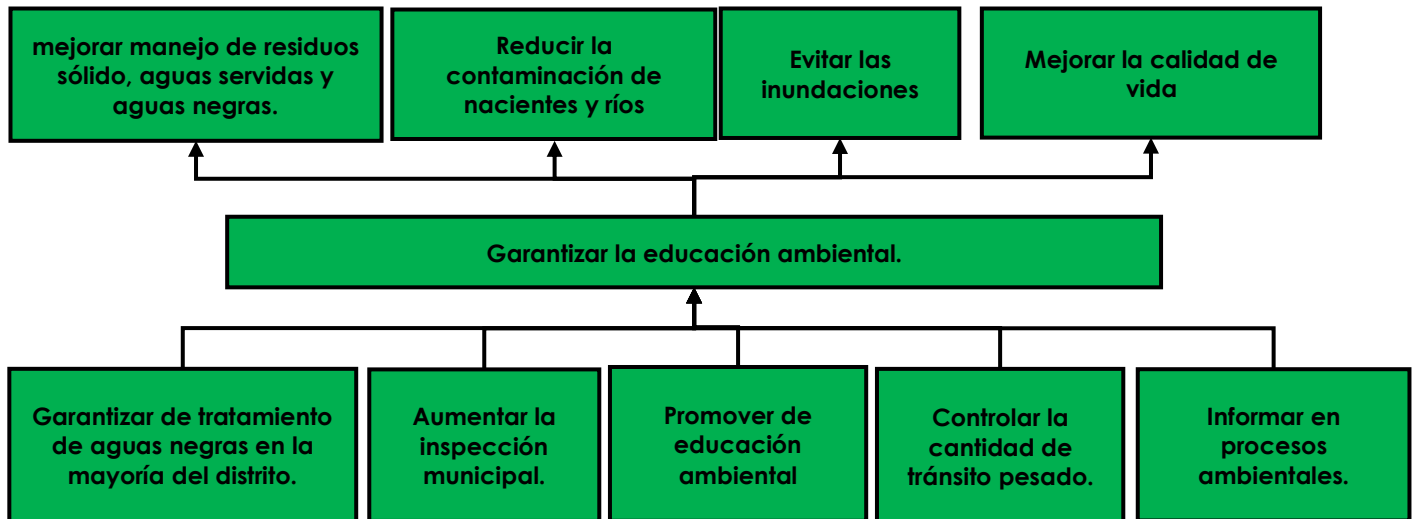 mejorar manejo de residuos
sólido, aguas servidas y
aguas negras.
Reducir la
contaminación de
nacientes y ríos
Evitar las
inundaciones
Mejorar la calidad de
vida
Garantizar la educación ambiental.
Garantizar de tratamiento
de aguas negras en la
mayoría del distrito.
Aumentar la
inspección
municipal.
Promover de
educación
ambiental
Controlar la
cantidad de
tránsito pesado.
Informar en
procesos
ambientales.